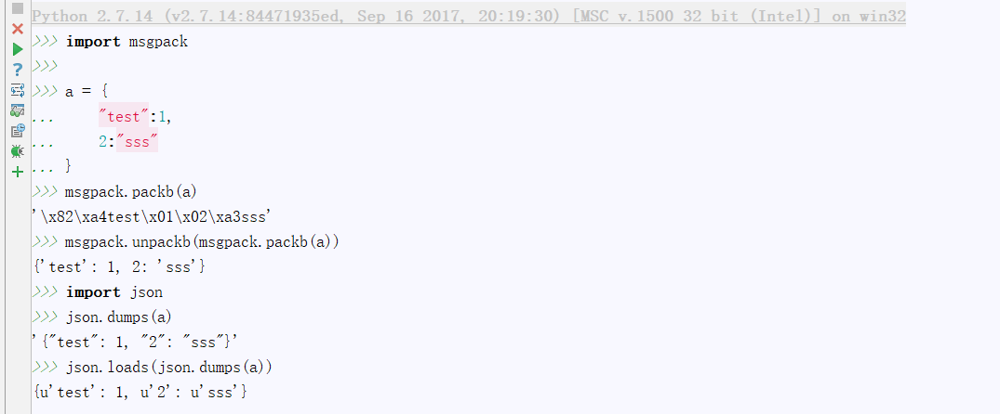 Python 2.7.14 (v2.7.14:84471935ed, Sep 16 2017, 20:19:30) [MSC v.1500 32 bit (Intel)] on win32
>>> import msgpack
>>>
>>> a = {
...     "test":1,
...     2:"sss"
... }
>>> msgpack.packb(a)
'\x82\xa4test\x01\x02\xa3sss'
>>> msgpack.unpackb(msgpack.packb(a))
{'test': 1, 2: 'sss'}
>>> import json
>>> json.dumps(a)
'{"test": 1, "2": "sss"}'
>>> json.loads(json.dumps(a))
{u'test': 1, u'2': u'sss'}